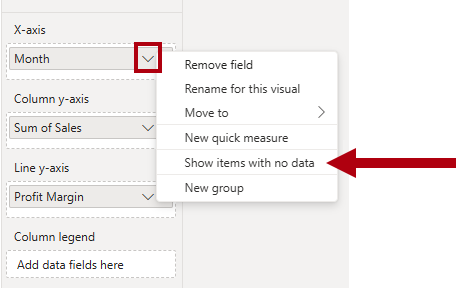 X-axis
Month
Column y-axis
Sum of Sales
Line y-axis
Profit Margin
Column legend
Add data fields here
Remove field
Rename for this visual
Move to
New quick measure
Show items with no data
New group